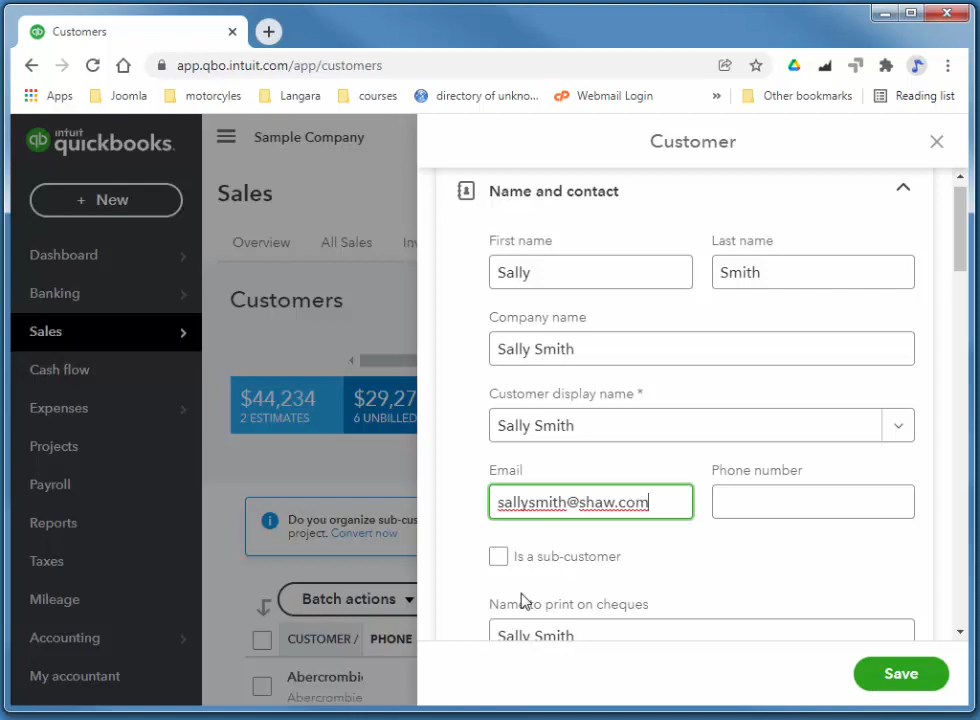 Customers
app.qbo.intuit.com/app/customers
Apps Joomla motorcyles Langara courses directory of unkno... Webmail Login » Other bookmarks Reading list
intuit
quickbooks.
qb
Sample Company
Customer
+ New
Sales
Name and contact
Dashboard
Overview All Sales
First name Last name
Banking
Sally Smith
Customers
Company name
Sales
Sally Smith
Cash flow
$44,234
2 ESTIMATES
6 UNBILLED
Customer display name *
Expenses
Sally Smith
Projects
Email Phone number
Payroll
sallysmith@shaw.com
Reports
Do you organize sub-cus
project. Convert now
Is a sub-customer
Taxes
Mileage
Batch actions
Name to print on cheques
Sally Smith
Accounting
CUSTOMER / PHONE
My accountant
Abercrombi
Abercrombie
Save